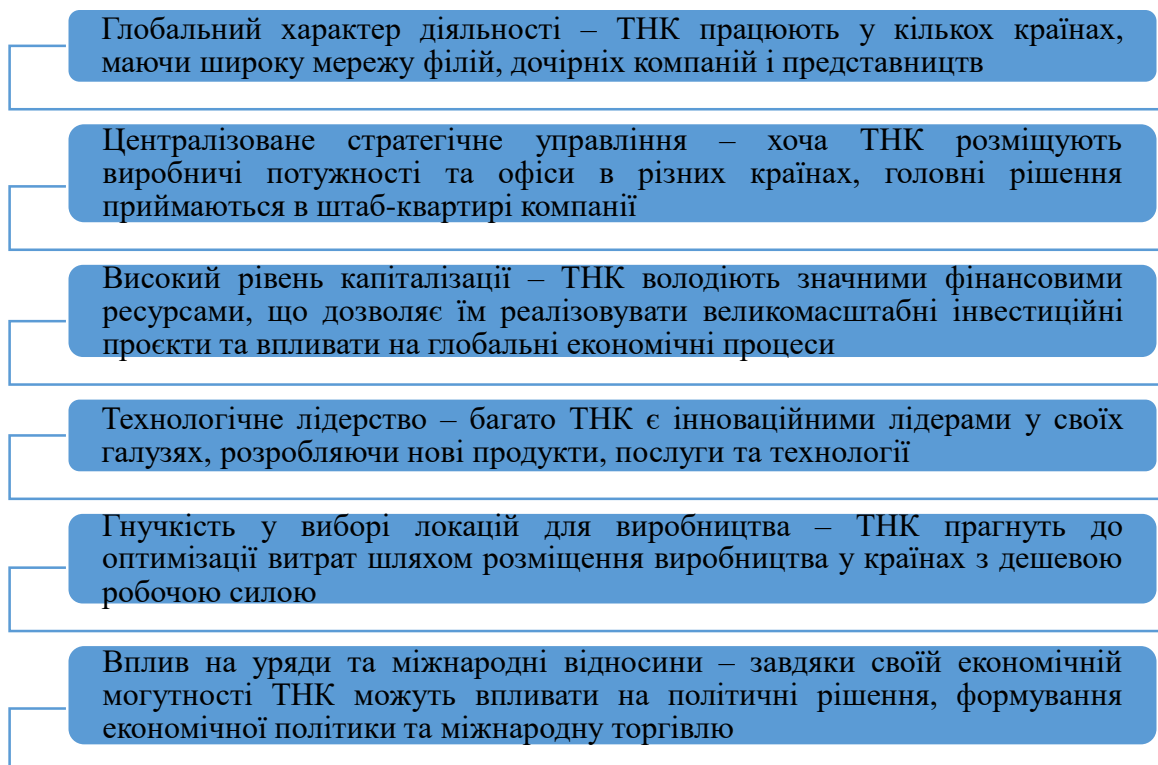 Глобальний характер діяльності – ТНК працюють у кількох країнах,
маючи широку мережу філій, дочірніх компаній і представництв
Централізоване стратегічне управління – хоча ТНК розміщують
виробничі потужності та офіси в різних країнах, головні рішення
приймаються в штаб-квартирі компанії
Високий рівень капіталізації – ТНК володіють значними фінансовими
ресурсами, що дозволяє їм реалізовувати великомасштабні інвестиційні
проєкти та впливати на глобальні економічні процеси
Технологічне лідерство – багато ТНК є інноваційними лідерами у своїх
галузях, розробляючи нові продукти, послуги та технології
Гнучкість у виборі локацій для виробництва – ТНК прагнуть до
оптимізації витрат шляхом розміщення виробництва у країнах з дешевою
робочою силою
Вплив на уряди та міжнародні відносини – завдяки своїй економічній
могутності ТНК можуть впливати на політичні рішення, формування
економічної політики та міжнародну торгівлю